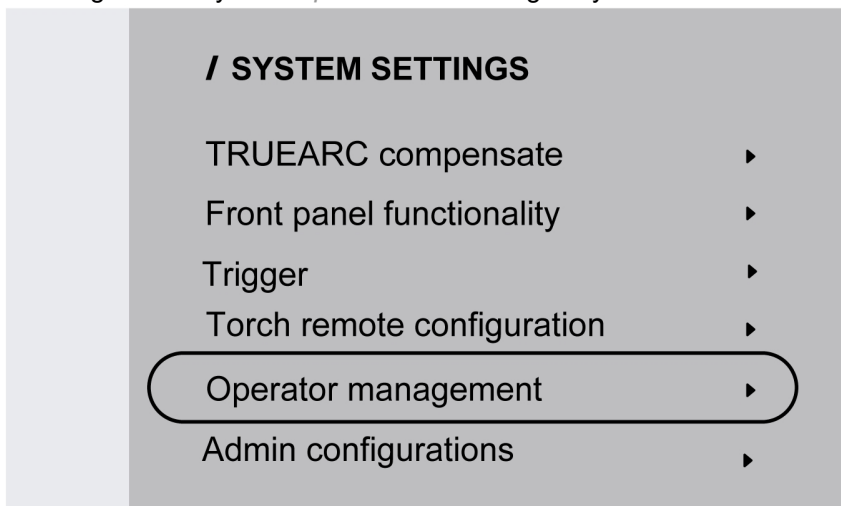 / SYSTEM SETTINGS
TRUEARC compensate
Front panel functionality
Trigger
Torch remote configuration
Operator management
Admin configurations